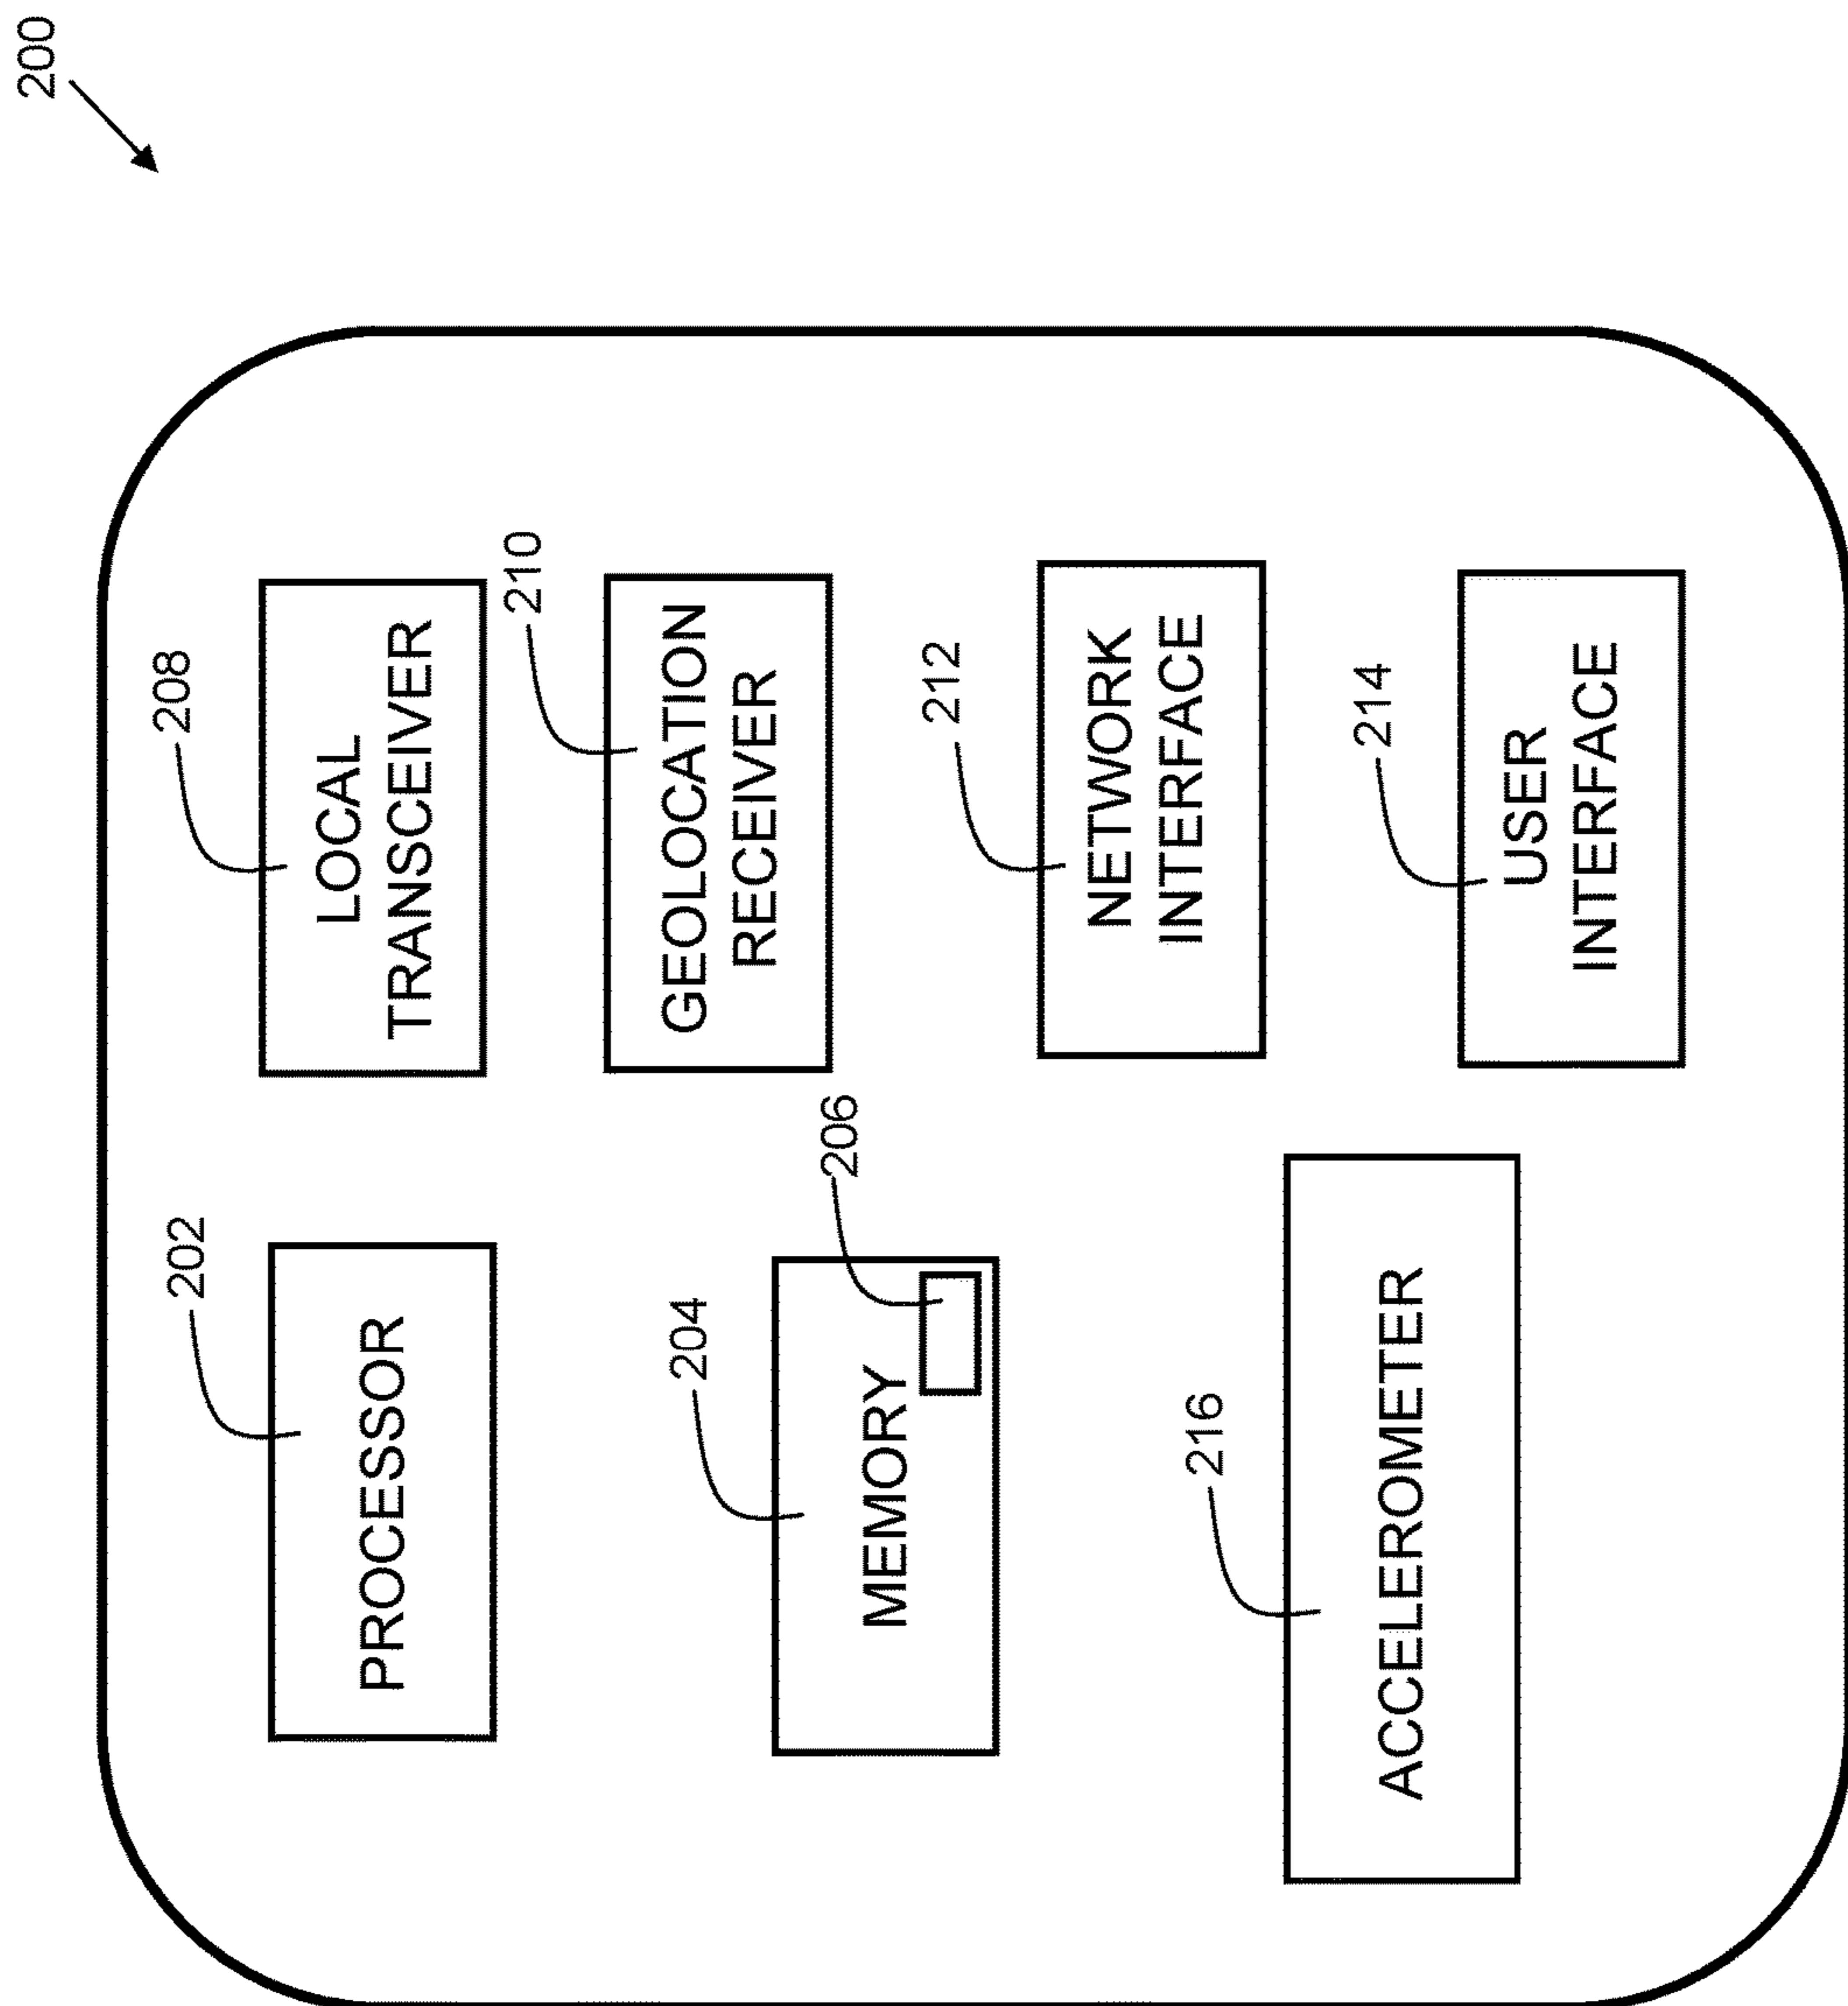 200
202
PROCESSOR
204
MEMORY
206
216
ACCELEROMETER
208
LOCAL
TRANSCEIVER
210
GEOLOCATION
RECEIVER
212
NETWORK
INTERFACE
214
USER
INTERFACE